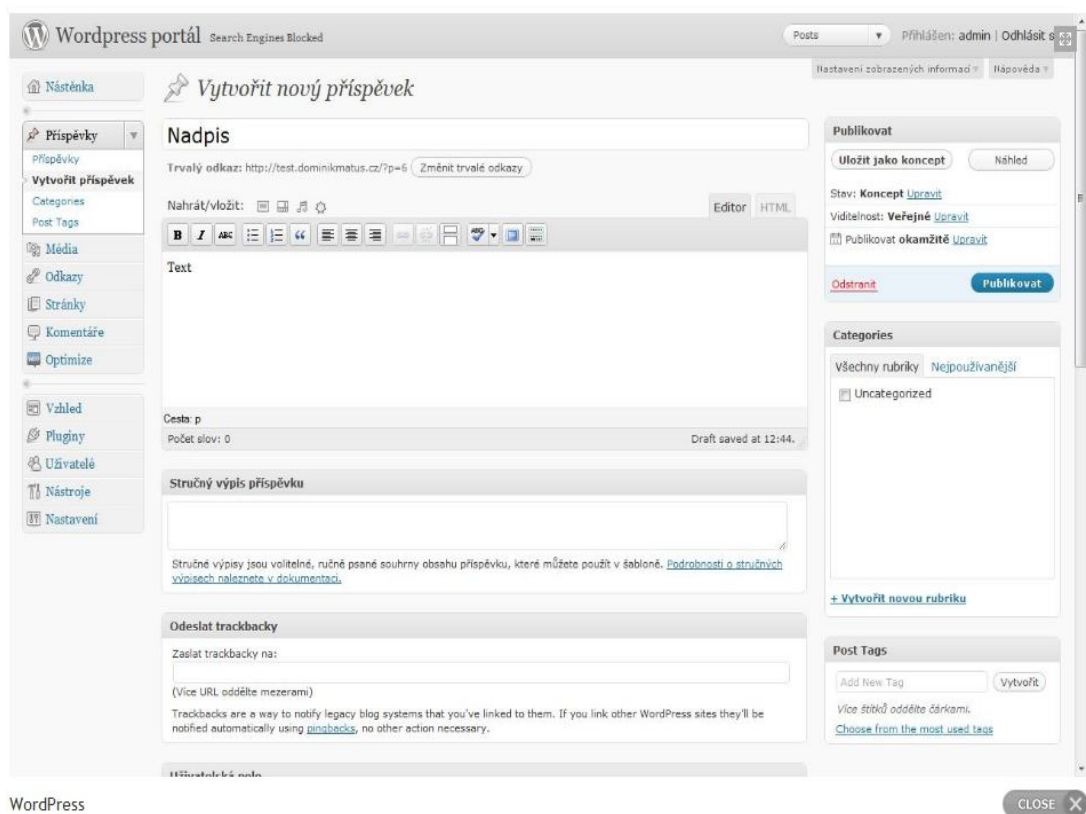 Wordpress portál Search Engines Blocked
Posts
Přihlášen: admin | Odhlásit s
Nastavení zobrazených informací
Nápověda
Nástěnka
Příspěvky
Příspěvky
Vytvořit příspěvek
Categories
Post Tags
Média
Odkazy
Stránky
Komentáře
Optimize
Vzhled
Pluginy
Uživatelé
Nástroje
Nastavení
Vytvořit nový příspěvek
Nadpis
Trvalý odkaz: http://test.dominikmatus.cz/?p=6 Změnit trvalé odkazy
Nahrát/vložit:
Editor HTML
B I ABC
ABC
Text
Cesta: p
Počet slov: 0 Draft saved at 12:44.
Stručný výpis příspěvku
Stručné výpisy jsou volitelné, ručně psané souhrny obsahu příspěvku, které můžete použít v šabloně. Podrobnosti o stručných
výpisech naleznete v dokumentaci.
Odeslat trackbacky
Zaslat trackbacky na:
(Více URL oddělte mezerami)
Trackbacks are a way to notify legacy blog systems that you've linked to them. If you link other WordPress sites they'll be
notified automatically using pingbacks, no other action necessary.
Uživatelská pole
Publikovat
Uložit jako koncept Náhled
Stav: Koncept Upravit
Viditelnost: Veřejné Upravit
Publikovat okamžitě Upravit
Odstranit Publikovat
Categories
Všechny rubriky Nejpoužívanější
Uncategorized
+ Vytvořit novou rubriku
Post Tags
Add New Tag Vytvořit
Více štítků oddělte čárkami.
Choose from the most used tags
WordPress
CLOSE X